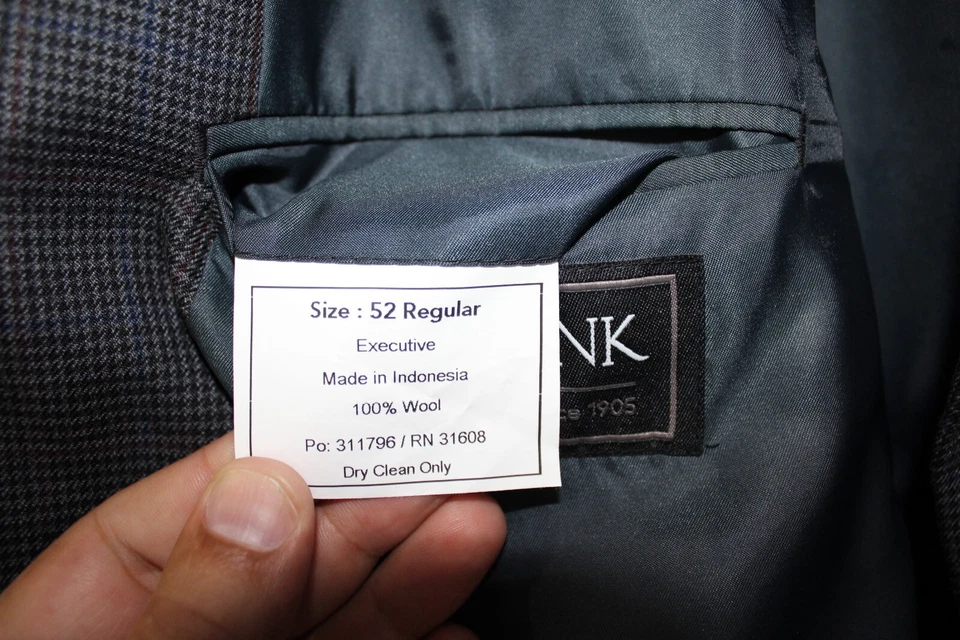 Size : 52 Regular
Executive
Made in Indonesia
100% Wool
Po: 311796 / RN 31608
Dry Clean Only
NK
ce 1905